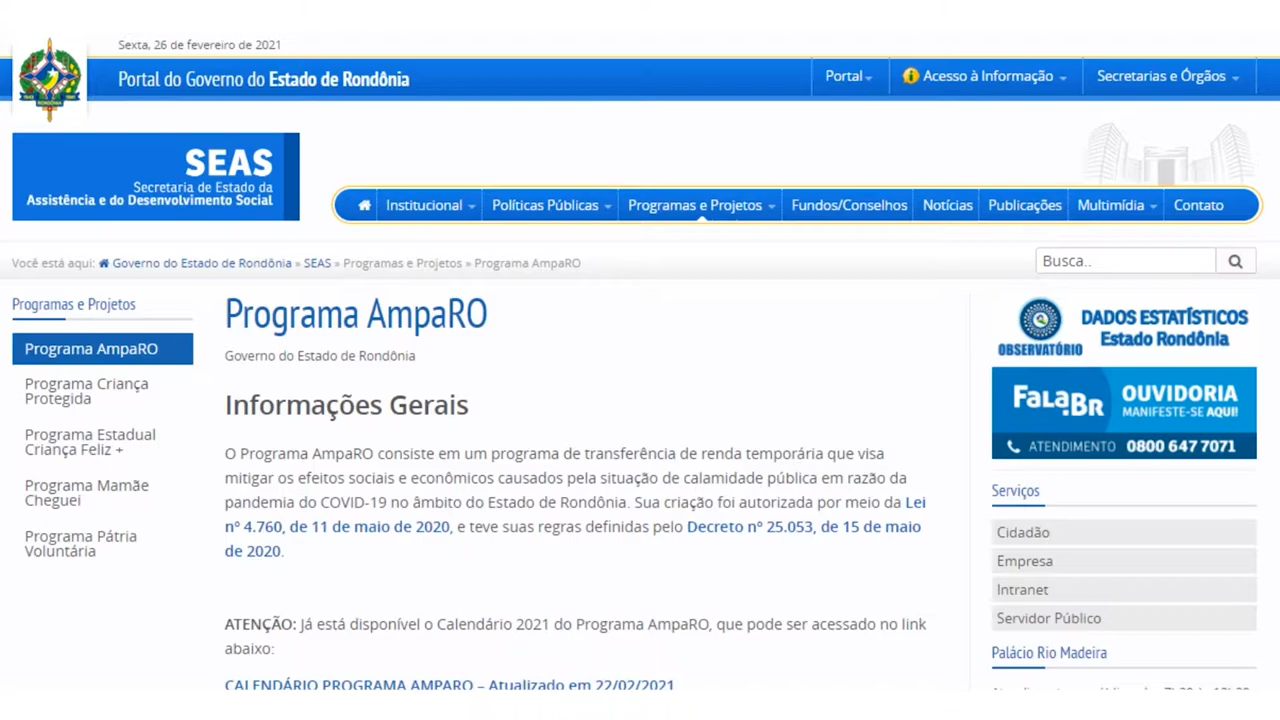 Sexta, 26 de fevereiro de 2021
Portal do Governo do Estado de Rondônia
Portal
Acesso à Informação
Secretarias e Órgãos
SEAS
Secretaria de Estado da
Assistência e do Desenvolvimento Social
Institucional
Políticas Públicas
Programas e Projetos
Fundos/Conselhos
Notícias
Publicações
Multimídia
Contato
Você está aqui: Governo do Estado de Rondônia » SEAS » Programas e Projetos » Programa AmpaRO
Busca..
Programas e Projetos
Programa AmpaRO
Programa Criança
Protegida
Programa Estadual
Criança Feliz +
Programa Mamãe
Cheguei
Programa Pátria
Voluntária
Programa AmpaRO
Governo do Estado de Rondônia
Informações Gerais
O Programa AmpaRO consiste em um programa de transferência de renda temporária que visa
mitigar os efeitos sociais e econômicos causados pela situação de calamidade pública em razão da
pandemia do COVID-19 no âmbito do Estado de Rondônia. Sua criação foi autorizada por meio da Lei
nº 4.760, de 11 de maio de 2020, e teve suas regras definidas pelo Decreto nº 25.053, de 15 de maio
de 2020.
ATENÇÃO: Já está disponível o Calendário 2021 do Programa AmpaRO, que pode ser acessado no link
abaixo:
CALENDÁRIO PROGRAMA AMPARO – Atualizado em 22/02/2021
OBSERVATÓRIO
DADOS ESTATÍSTICOS
Estado Rondônia
FALA.BR
OUVIDORIA
MANIFESTE-SE AQUI!
ATENDIMENTO 0800 647 7071
Serviços
Cidadão
Empresa
Intranet
Servidor Público
Palácio Rio Madeira